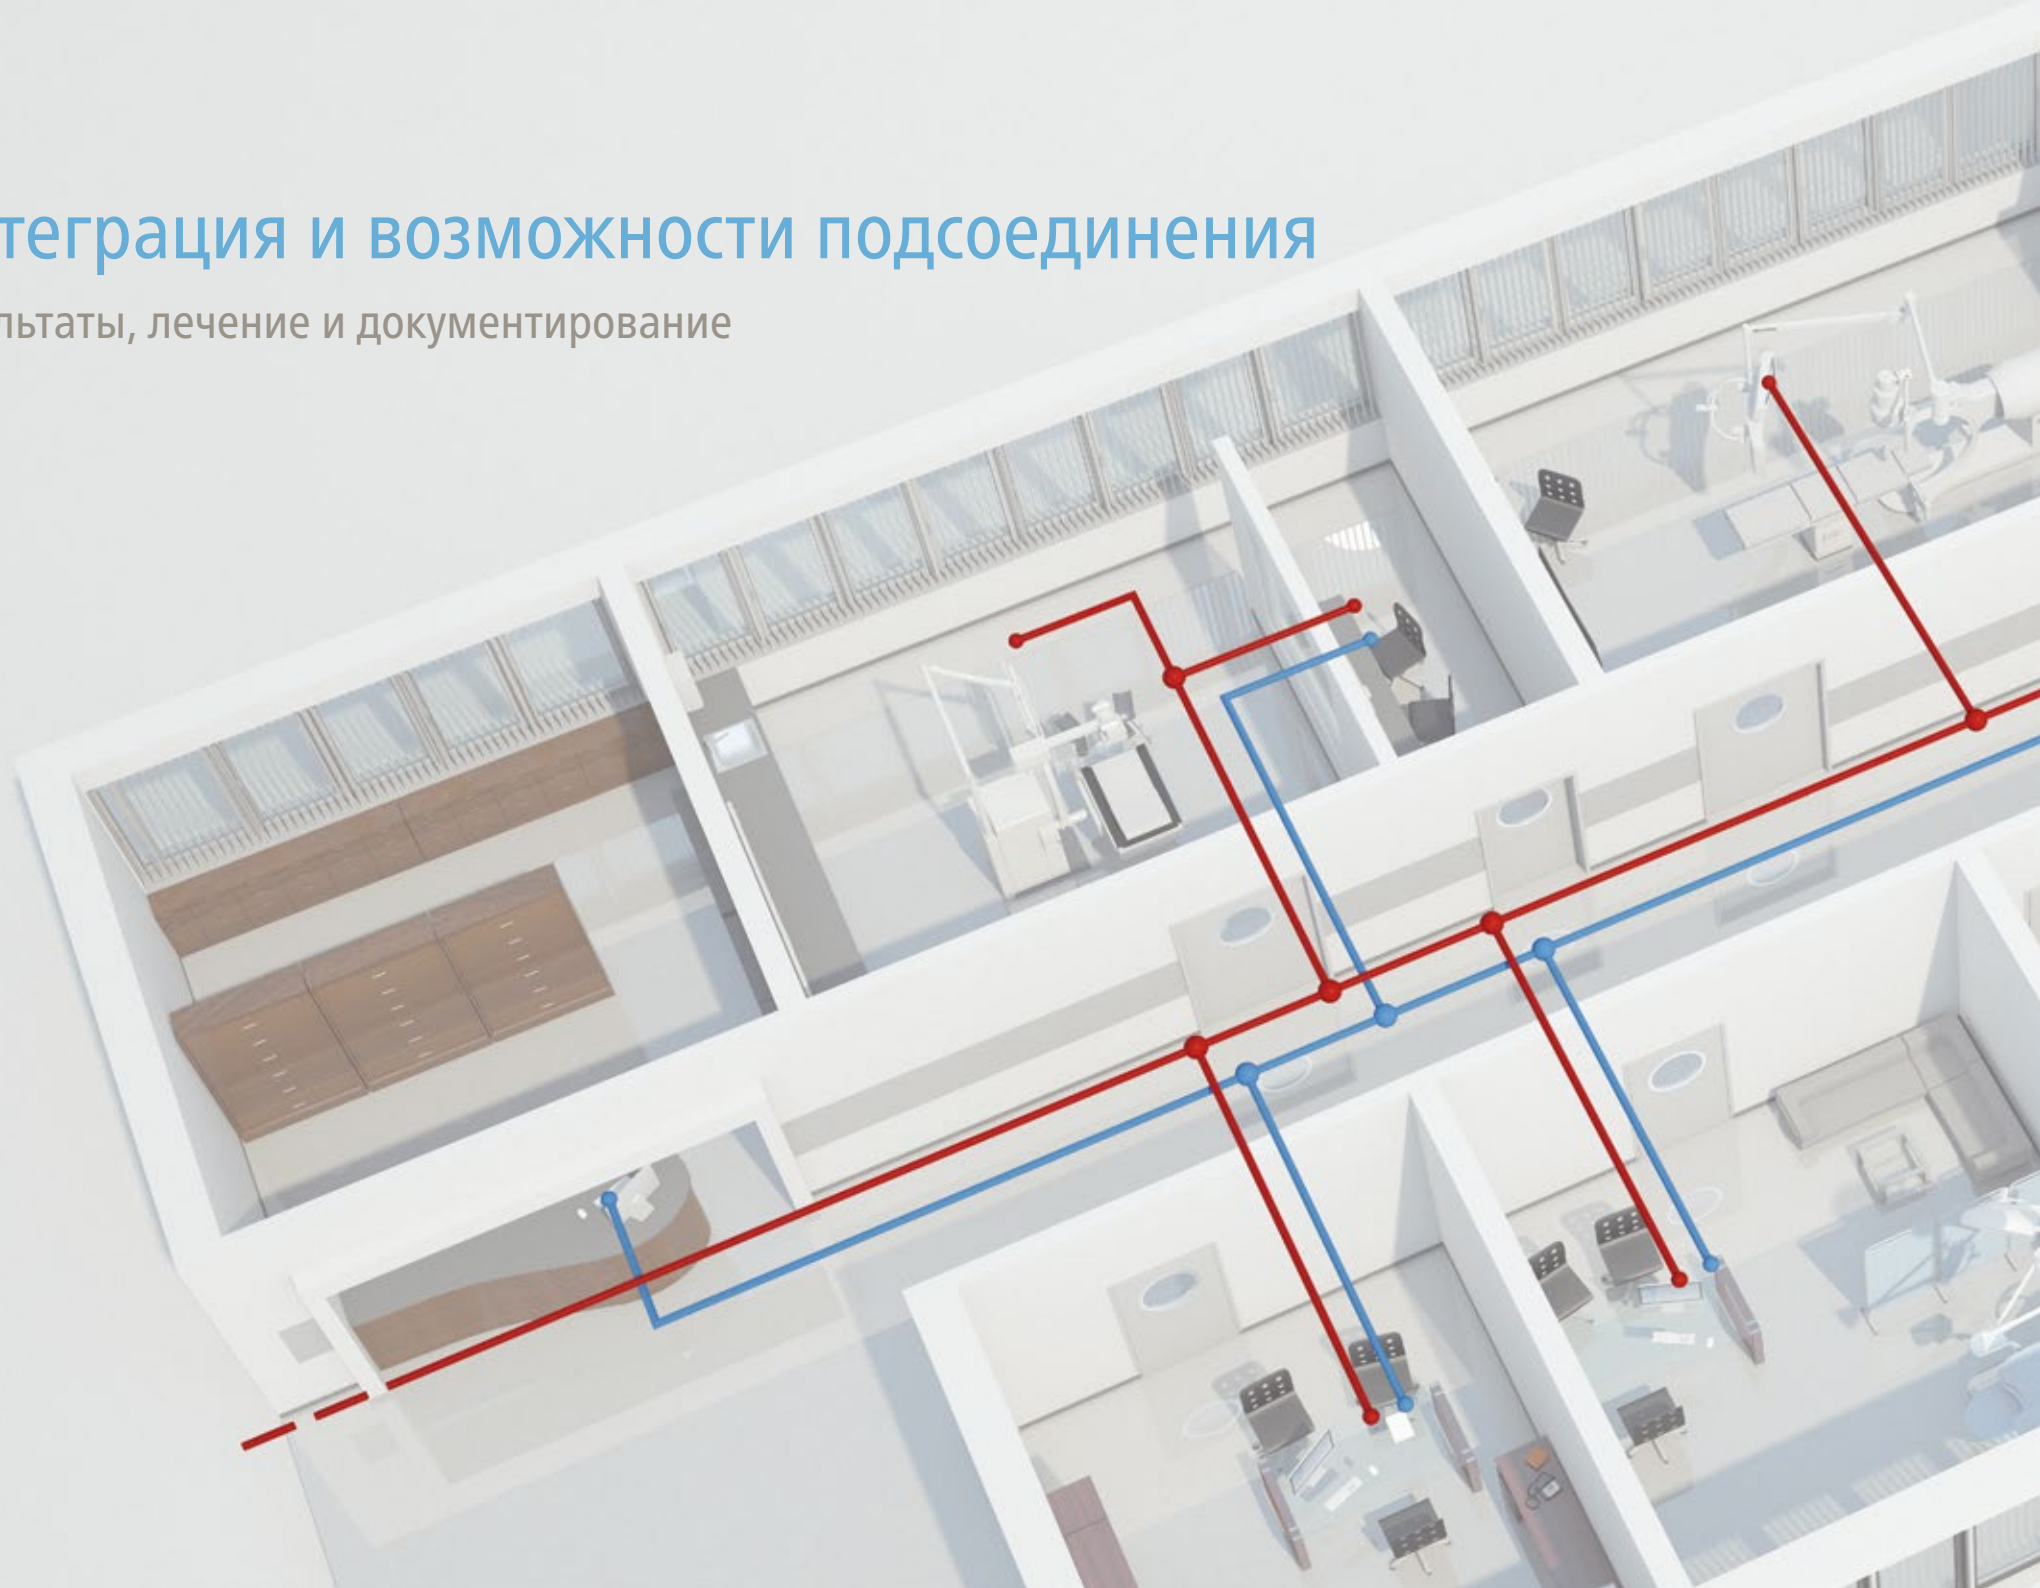 теграция и возможности подсоединения
льтаты, лечение и документирование